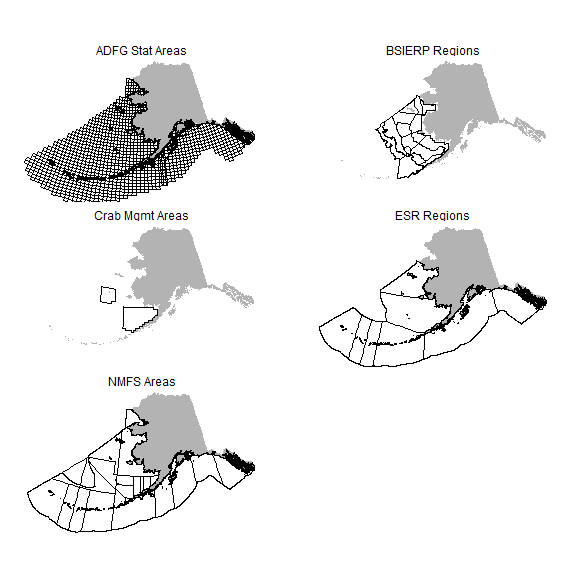 ADFG Stat Areas
BSIERP Regions
Crab Mgmt Areas
ESR Regions
NMFS Areas